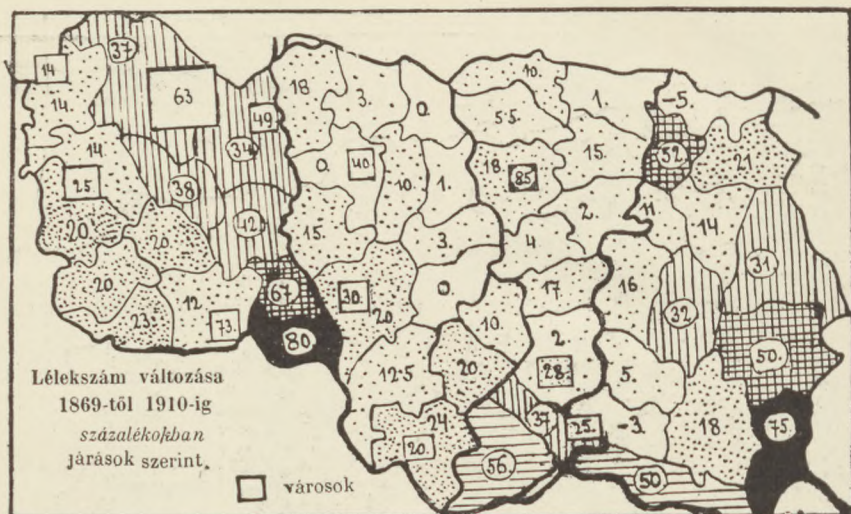 37 18 3. 0 10. 1. -5.
14 63 5.5.
14. 49. 52. 21
14. 34 0 40. 10. 1. 18. 85 15.
25. 38 11 14
20 20. 42 15. 3. 4 2. 31
20. 12 67 30. 20 0 17 16 32
23. 73. 80 10. 2 50.
12.5 20. 28. 5.
24 37 25. -3. 18. 75.
20. 56 50
Lélekszám változása
1869-től 1910-ig
százalékokban
járások szerint.
városok